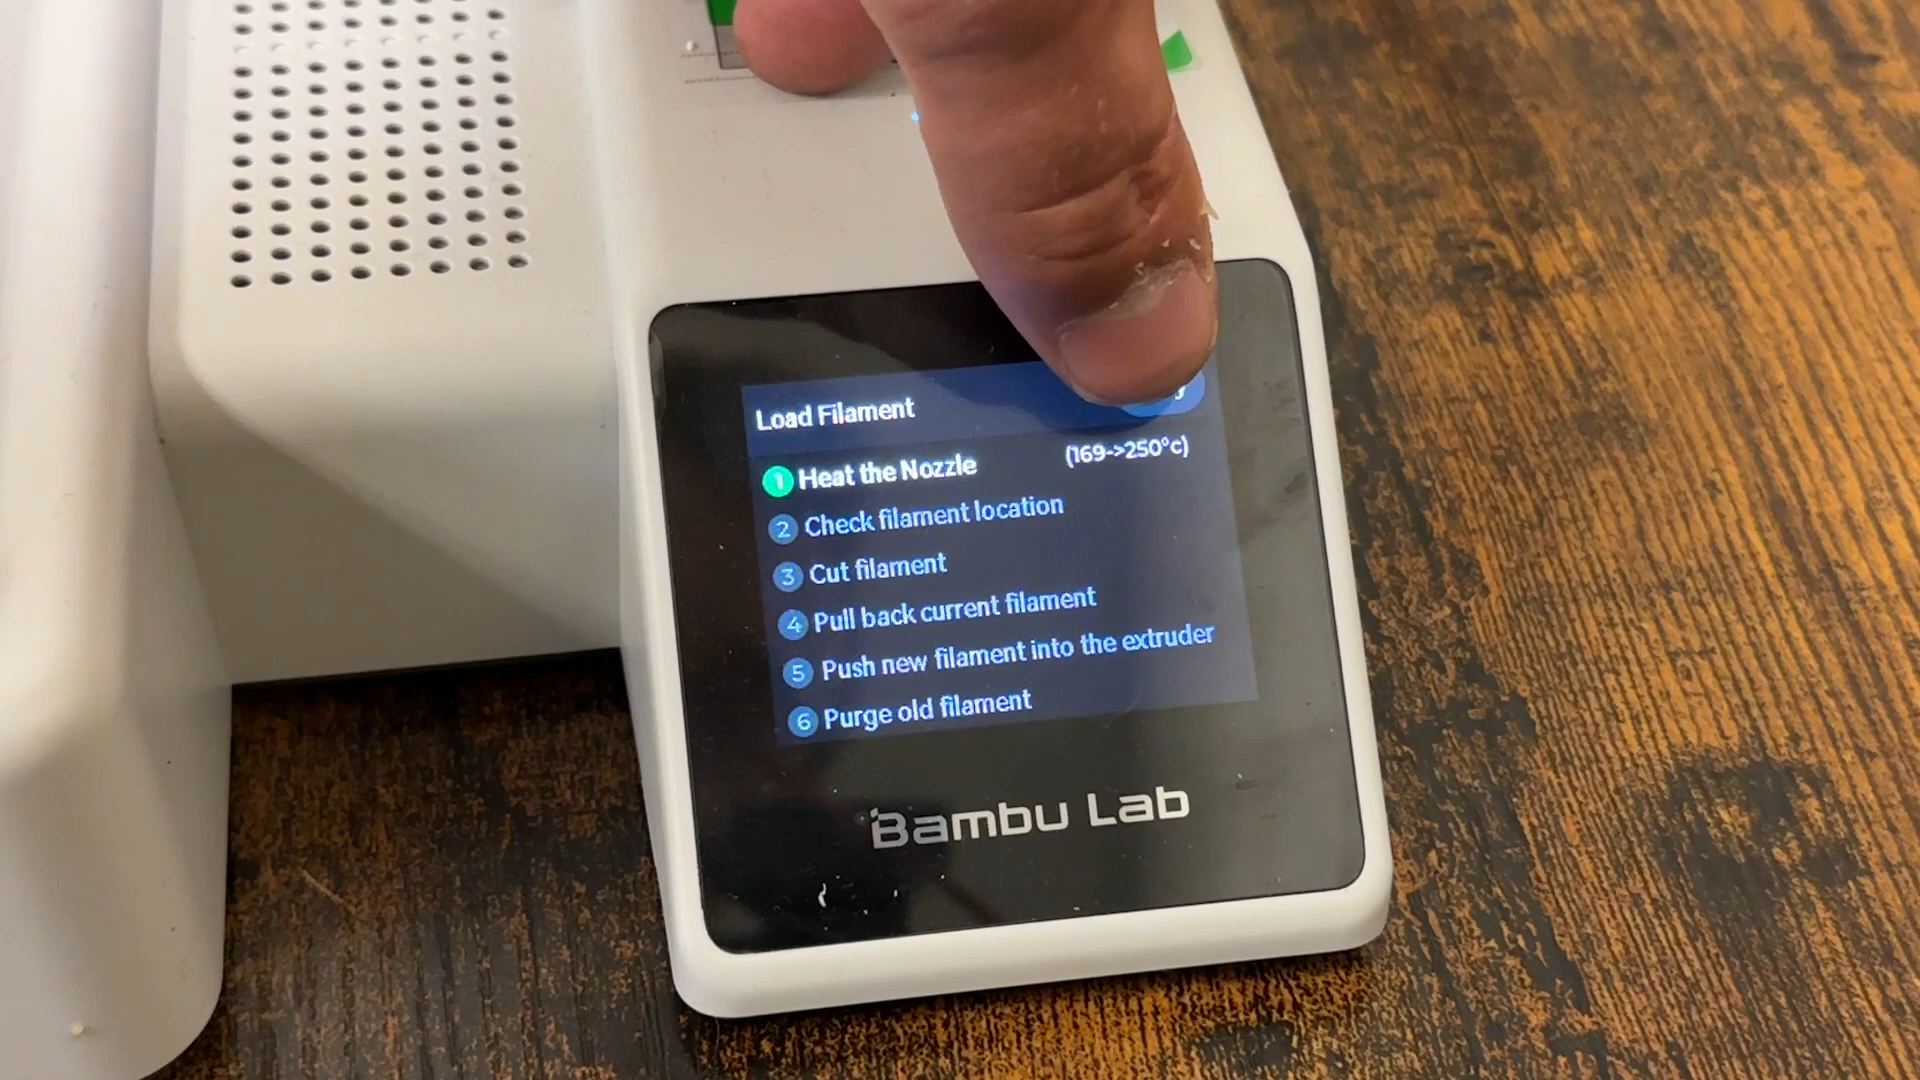 Load Filament
1 Heat the Nozzle (169->250°c)
2 Check filament location
3 Cut filament
4 Pull back current filament
5 Push new filament into the extruder
6 Purge old filament
Bambu Lab